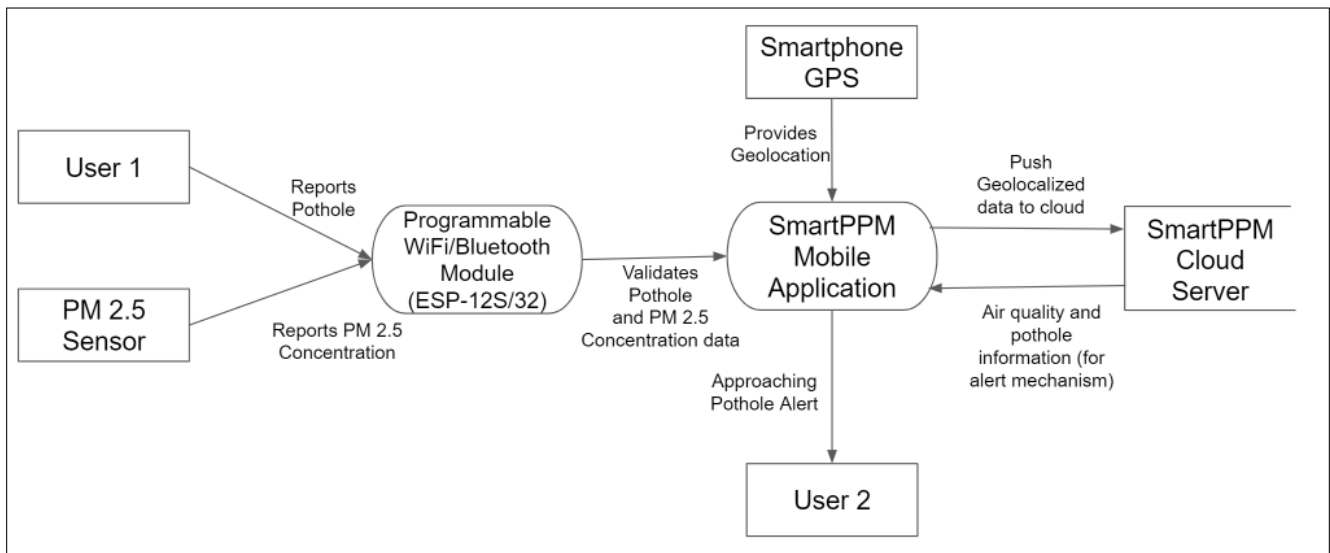 Smartphone
GPS
Provides
Geolocation
User 1
Reports
Pothole
PM 2.5
Sensor
Reports PM 2.5
Concentration
Programmable
WiFi/Bluetooth
Module
(ESP-12S/32)
Validates
Pothole
and PM 2.5
Concentration data
SmartPPM
Mobile
Application
Push
Geolocalized
data to cloud
SmartPPM
Cloud
Server
Air quality and
pothole
information (for
alert mechanism)
Approaching
Pothole Alert
User 2